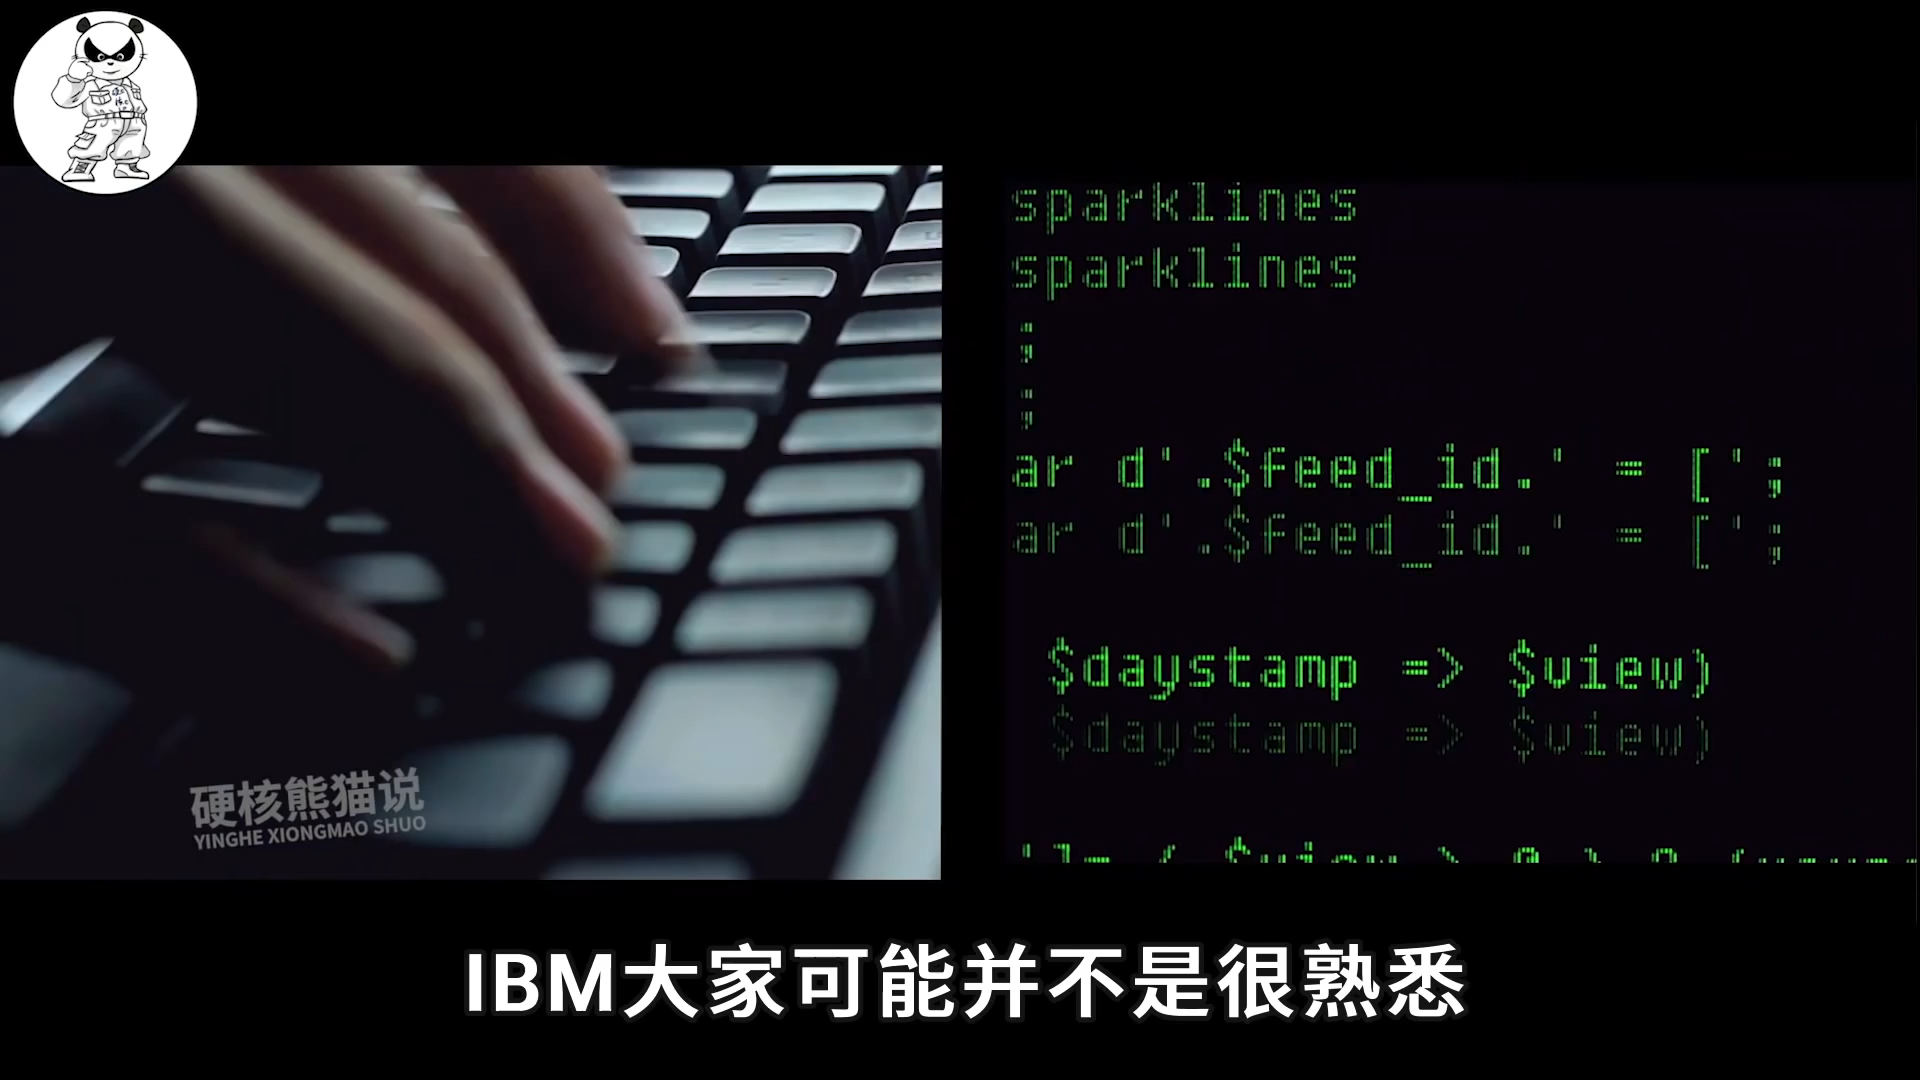 sparklines
sparklines
;
;
ar d'.$feed_id.' = [';
ar d'.$feed_id.' = [';
$daystamp => $view)
$daystamp => $view)
硬核熊猫说
YINGHE XIONGMAO SHUO
IBM大家可能并不是很熟悉